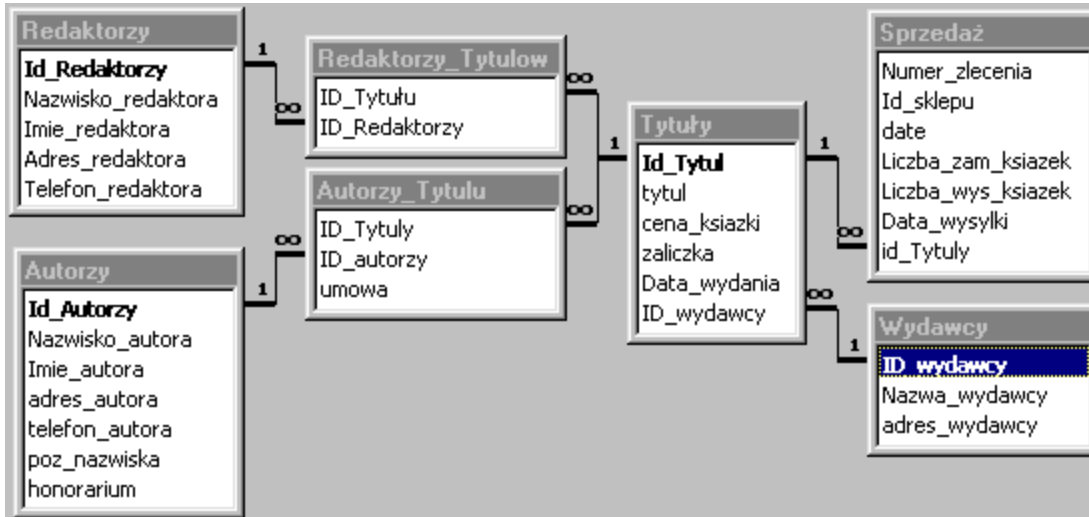 Redaktorzy
Id_Redaktorzy
Nazwisko_redaktora
Imie_redaktora
Adres_redaktora
Telefon_redaktora
1
∞
Redaktorzy_Tytulow
ID_Tytułu
ID_Redaktorzy
∞
Autorzy
Id_Autorzy
Nazwisko_autora
Imie_autora
adres_autora
telefon_autora
poz_nazwiska
honorarium
1
∞
Autorzy_Tytulu
ID_Tytuly
ID_autorzy
umowa
∞
1
Tytuły
Id_Tytul
tytul
cena_ksiazki
zaliczka
Data_wydania
ID_wydawcy
1
∞
Sprzedaż
Numer_zlecenia
Id_sklepu
date
Liczba_zam_ksiazek
Liczba_wys_ksiazek
Data_wysylki
id_Tytuly
∞
1
Wydawcy
ID_wydawcy
Nazwa_wydawcy
adres_wydawcy